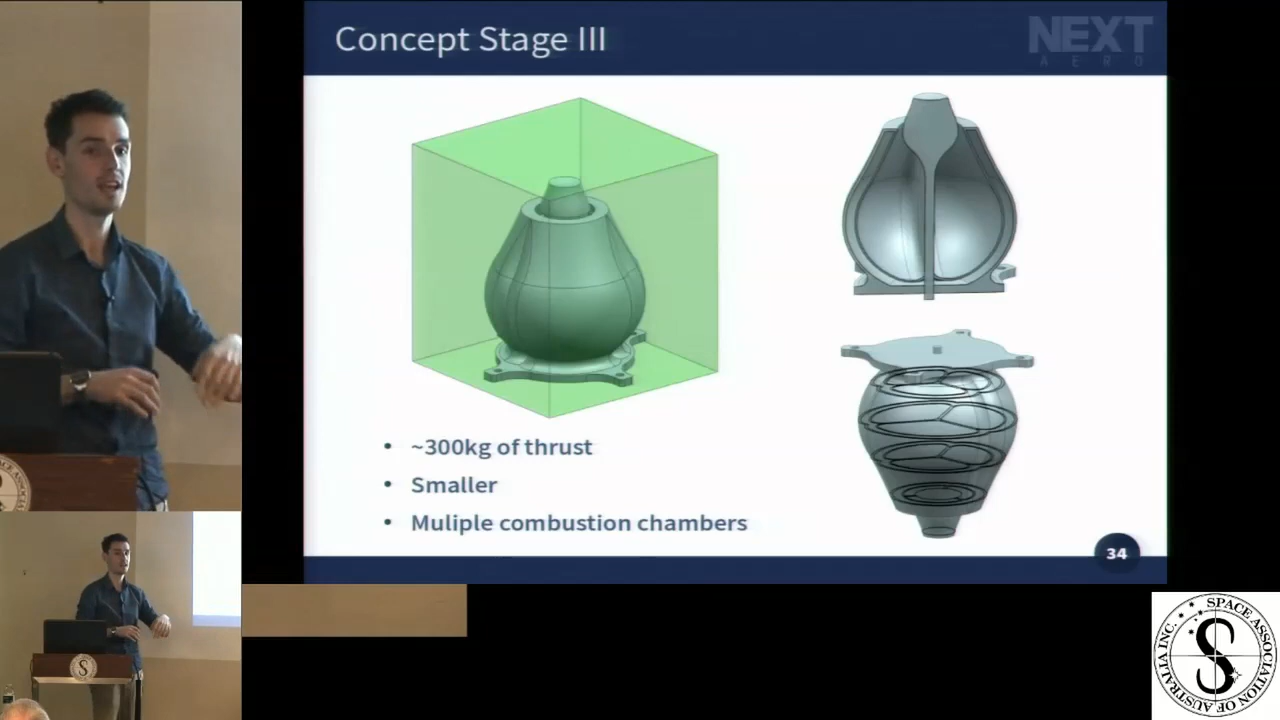 Concept Stage III
NEXT
AERO
• ~300kg of thrust
• Smaller
• Muliple combustion chambers
34
SPACE ASSOCIATION
OF AUSTRALIA INC.
S